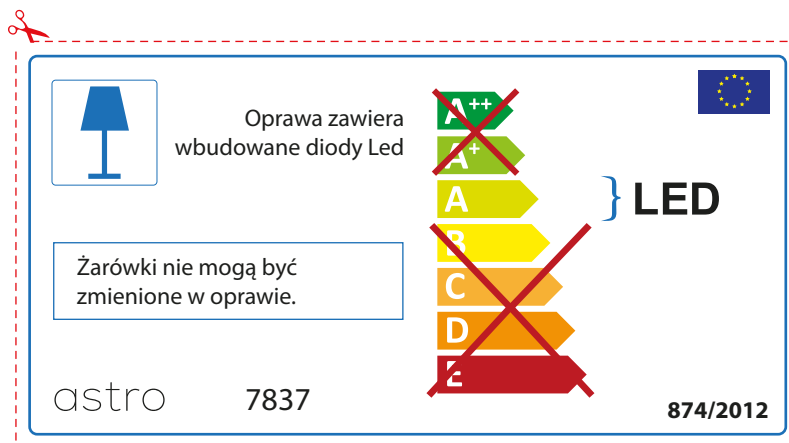 Oprawa zawiera
wbudowane diody Led
Żarówki nie mogą być
zmienione w oprawie.
A++
A+
A
B
C
D
E
LED
astro
7837
874/2012